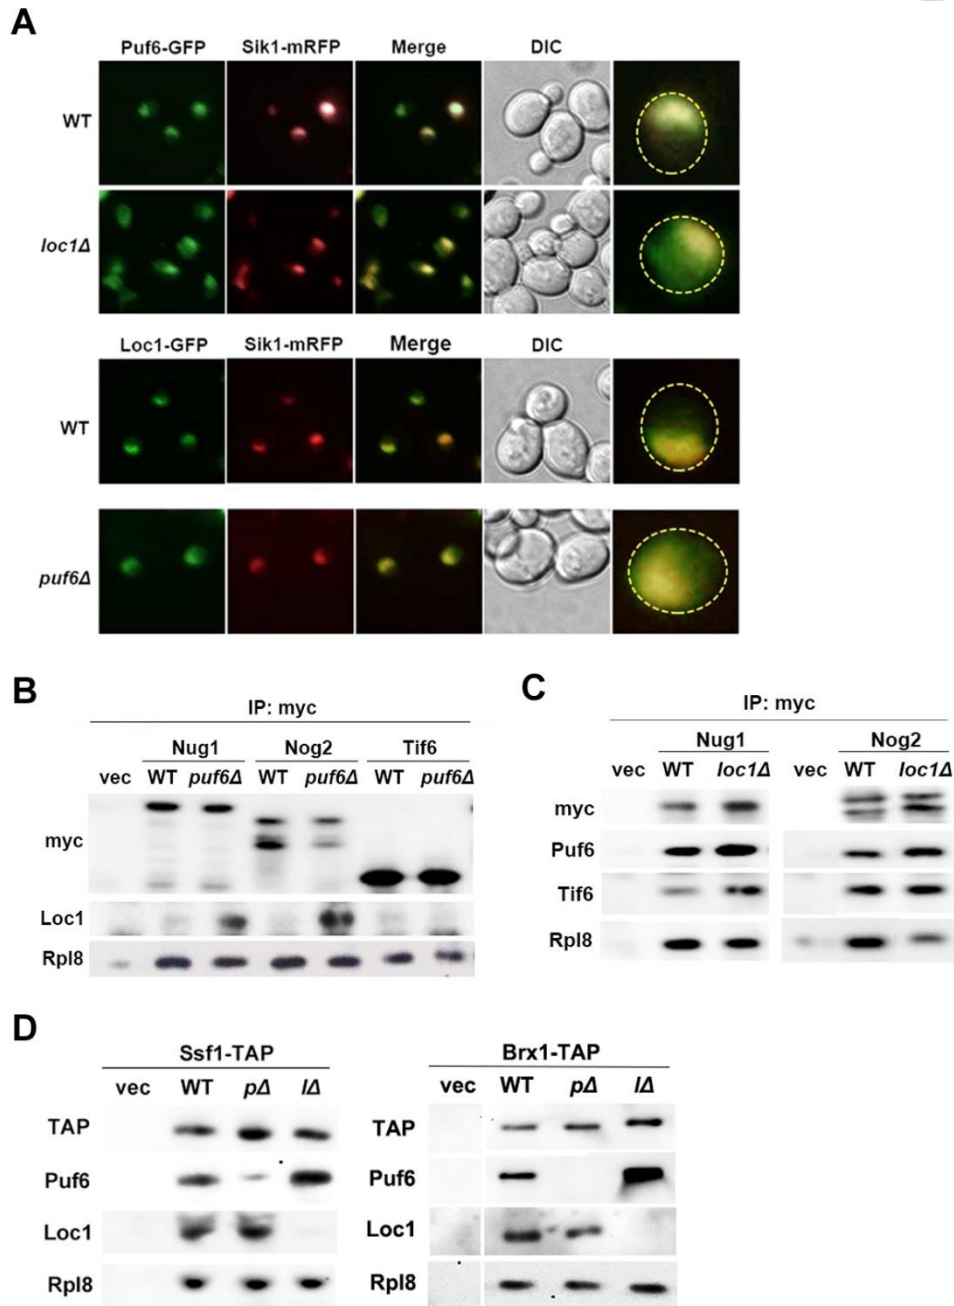 A
Puf6-GFP Sik1-mRFP Merge DIC
WT
loc1Δ
Loc1-GFP Sik1-mRFP Merge DIC
WT
puf6Δ
B
IP: myc
Nug1 Nog2 Tif6
vec WT puf6Δ WT puf6Δ WT puf6Δ
myc
Loc1
Rpl8
C
IP: myc
Nug1 Nog2
vec WT loc1Δ vec WT loc1Δ
myc
Puf6
Tif6
Rpl8
D
Ssf1-TAP
vec WT pΔ lΔ
TAP
Puf6
Loc1
Rpl8
Brx1-TAP
vec WT pΔ lΔ
TAP
Puf6
Loc1
Rpl8